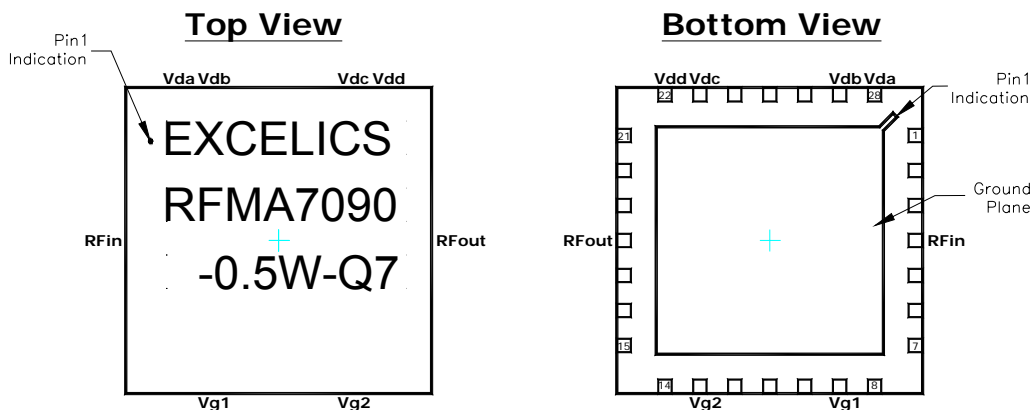 Top View
Pin1
Indication
Vda Vdb Vdc Vdd
EXCELICS
RFMA7090
-0.5W-Q7
RFin
RFout
Vg1 Vg2
Bottom View
Vdd Vdc Vdb Vda
Pin1
Indication
22 28
21 1
Ground
Plane
RFout
RFin
15 7
14 8
Vg2 Vg1